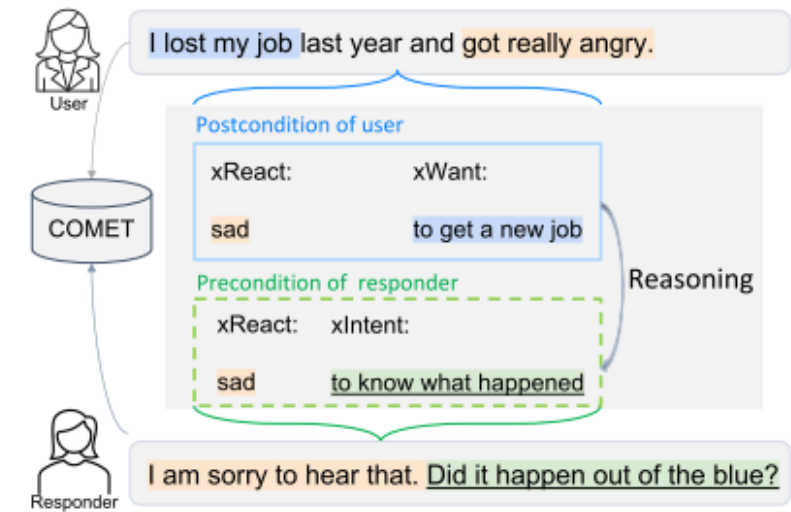 I lost my job last year and got really angry.
User
Postcondition of user
xReact: xWant:
COMET
sad to get a new job
Reasoning
Precondition of responder
xReact: xIntent:
sad to know what happened
I am sorry to hear that. Did it happen out of the blue?
Responder